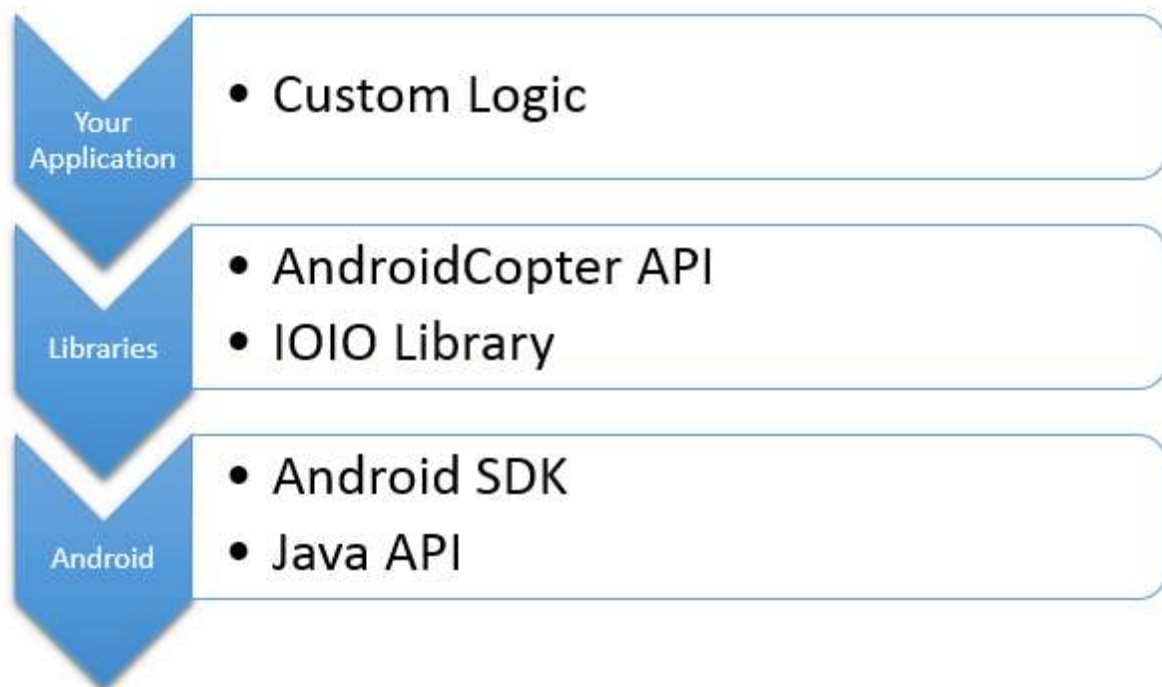 Your
Application
• Custom Logic
Libraries
• AndroidCopter API
• IOIO Library
Android
• Android SDK
• Java API